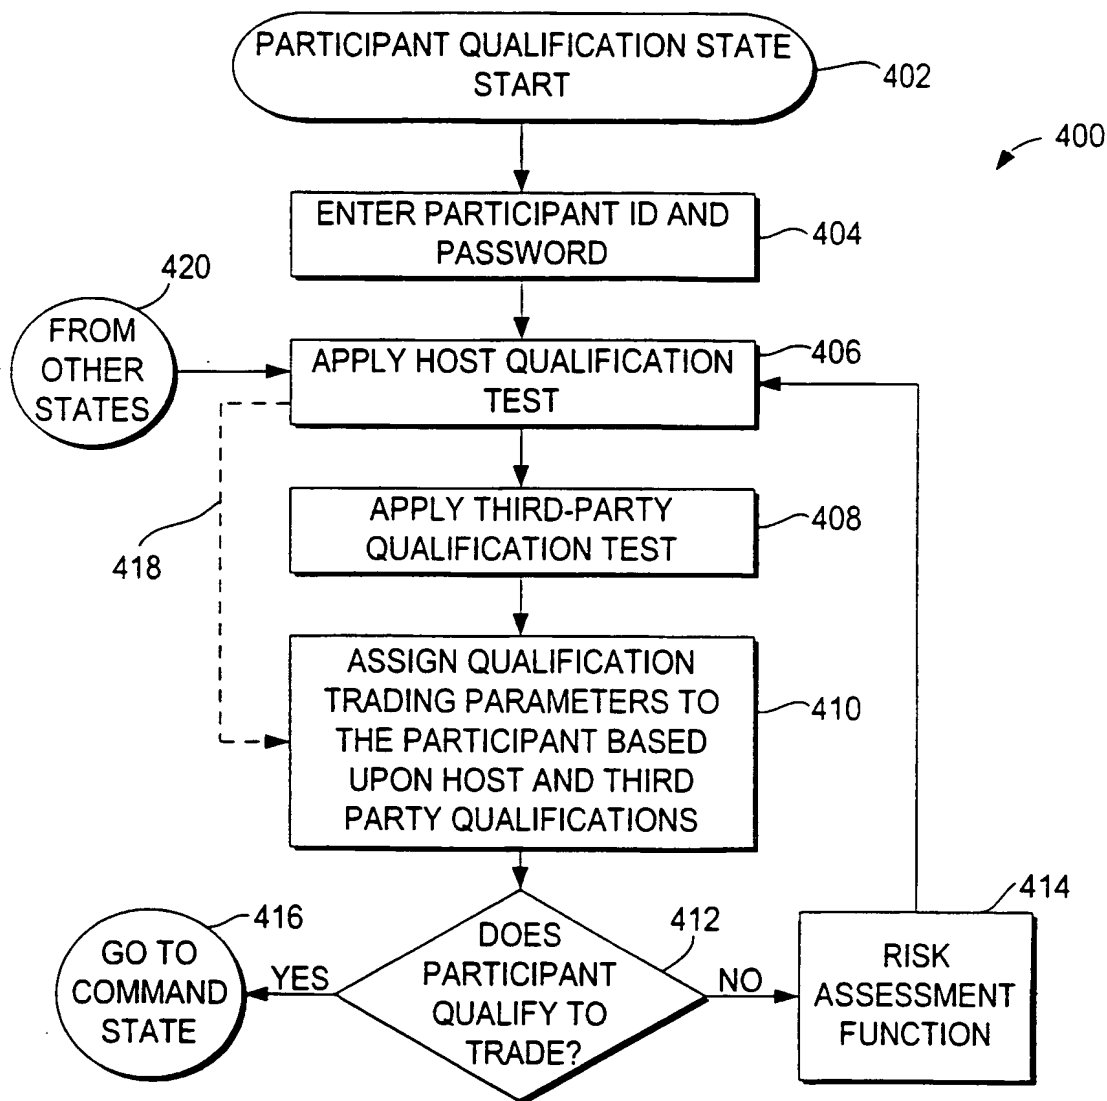 PARTICIPANT QUALIFICATION STATE
START
402
400
ENTER PARTICIPANT ID AND
PASSWORD
404
420
FROM
OTHER
STATES
APPLY HOST QUALIFICATION
TEST
406
418
APPLY THIRD-PARTY
QUALIFICATION TEST
408
ASSIGN QUALIFICATION
TRADING PARAMETERS TO
THE PARTICIPANT BASED
UPON HOST AND THIRD
PARTY QUALIFICATIONS
410
416
GO TO
COMMAND
STATE
YES
DOES
PARTICIPANT
QUALIFY TO
TRADE?
412
NO
414
RISK
ASSESSMENT
FUNCTION